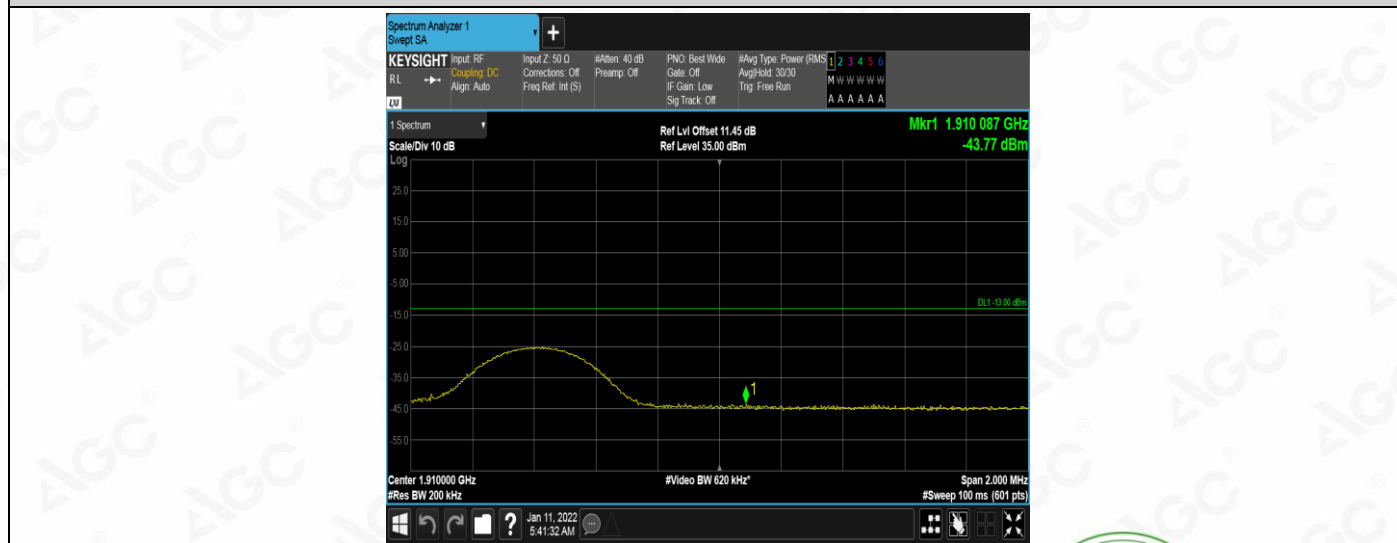 Spectrum Analyzer 1
Swept SA
+
KEYSIGHT
RL
LXI
Input: RF
Coupling: DC
Align: Auto
Input Z: 50 Ω
Corrections: Off
Freq Ref: Int (S)
#Atten: 40 dB
Preamp: Off
PNO: Best Wide
Gate: Off
IF Gain: Low
Sig Track: Off
#Avg Type: Power (RMS
Avg|Hold: 30/30
Trig: Free Run
1 2 3 4 5 6
M W W W W W
A A A A A A
1 Spectrum
Scale/Div 10 dB
Ref Lvl Offset 11.45 dB
Ref Level 35.00 dBm
Mkr1 1.910 087 GHz
-43.77 dBm
Log
25.0
15.0
5.00
-5.00
DL1 -13.00 dBm
-15.0
-25.0
-35.0
1
-45.0
-55.0
Center 1.910000 GHz
#Video BW 620 kHz*
Span 2.000 MHz
#Res BW 200 kHz
#Sweep 100 ms (601 pts)
?
Jan 11, 2022
5:41:32 AM
AGC